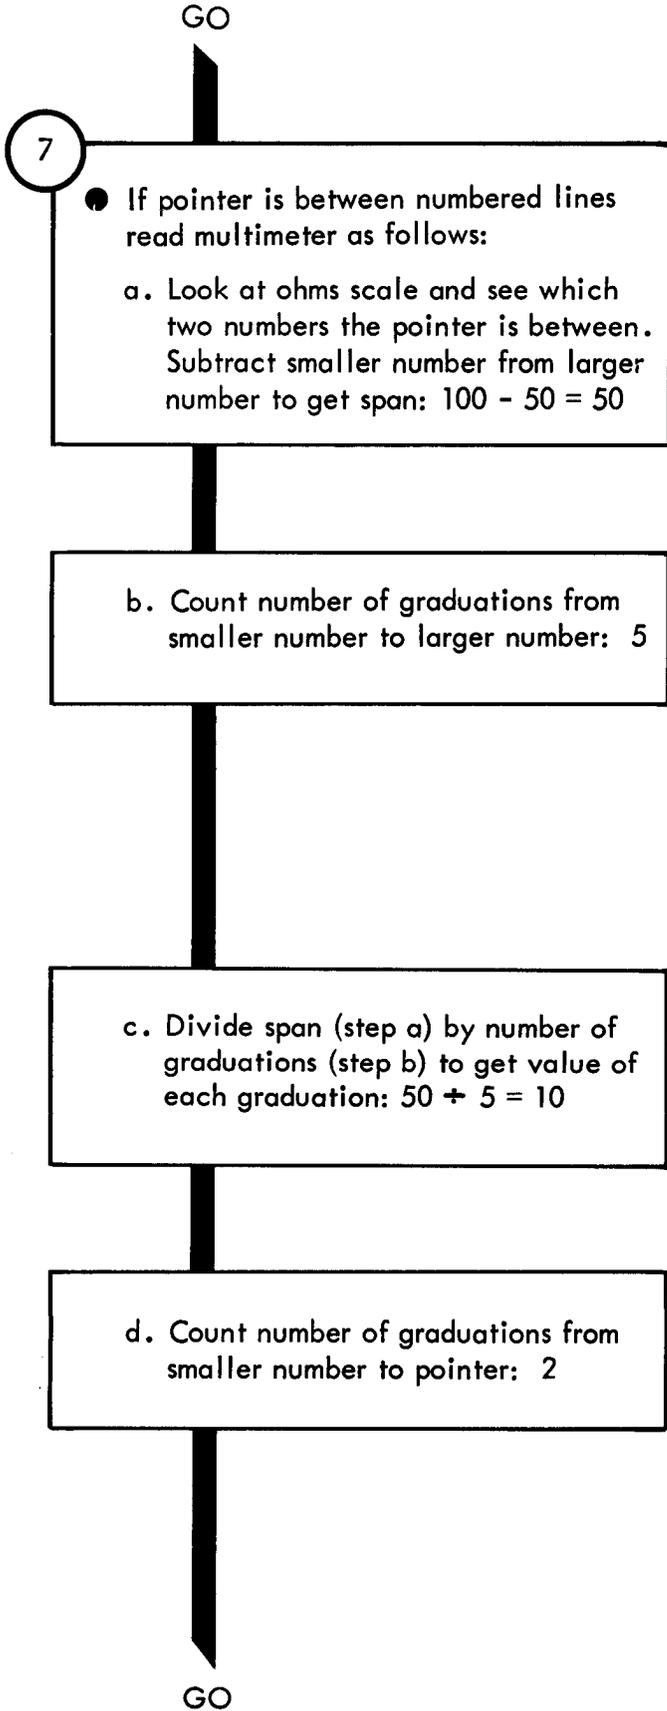 GO
7
● If pointer is between numbered lines
read multimeter as follows:
a. Look at ohms scale and see which
two numbers the pointer is between.
Subtract smaller number from larger
number to get span: 100 - 50 = 50
b. Count number of graduations from
smaller number to larger number: 5
c. Divide span (step a) by number of
graduations (step b) to get value of
each graduation: 50 ÷ 5 = 10
d. Count number of graduations from
smaller number to pointer: 2
GO